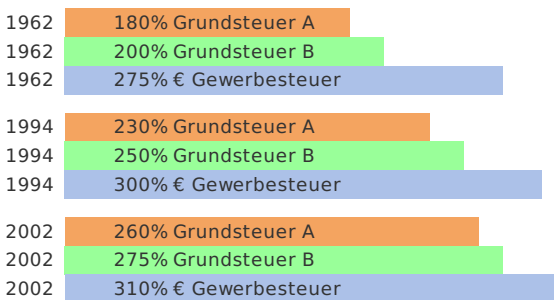 1962 180% Grundsteuer A
1962 200% Grundsteuer B
1962 275% € Gewerbesteuer
1994 230% Grundsteuer A
1994 250% Grundsteuer B
1994 300% € Gewerbesteuer
2002 260% Grundsteuer A
2002 275% Grundsteuer B
2002 310% € Gewerbesteuer